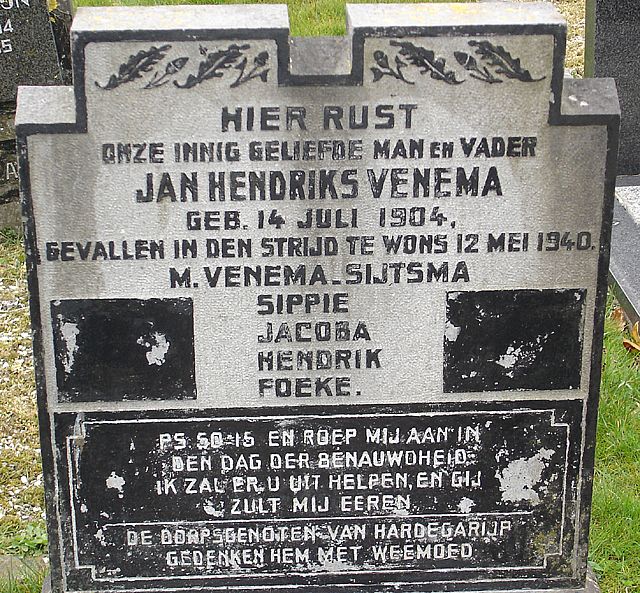 HIER RUST
ONZE INNIG GELIEFDE MAN EN VADER
JAN HENDRIKS VENEMA
GEB. 14 JULI 1904,
GEVALLEN IN DEN STRIJD TE WONS 12 MEI 1940.
M. VENEMA-SIJTSMA
SIPPIE
JACOBA
HENDRIK
FOEKE.
PS 50-15 EN ROEP MIJ AAN IN
DEN DAG DER BENAUWDHEID
IK ZAL ER U UIT HELPEN, EN GIJ
ZULT MIJ EEREN
DE DORPSGENOTEN VAN HARDEGARIJP
GEDENKEN HEM MET WEEMOED